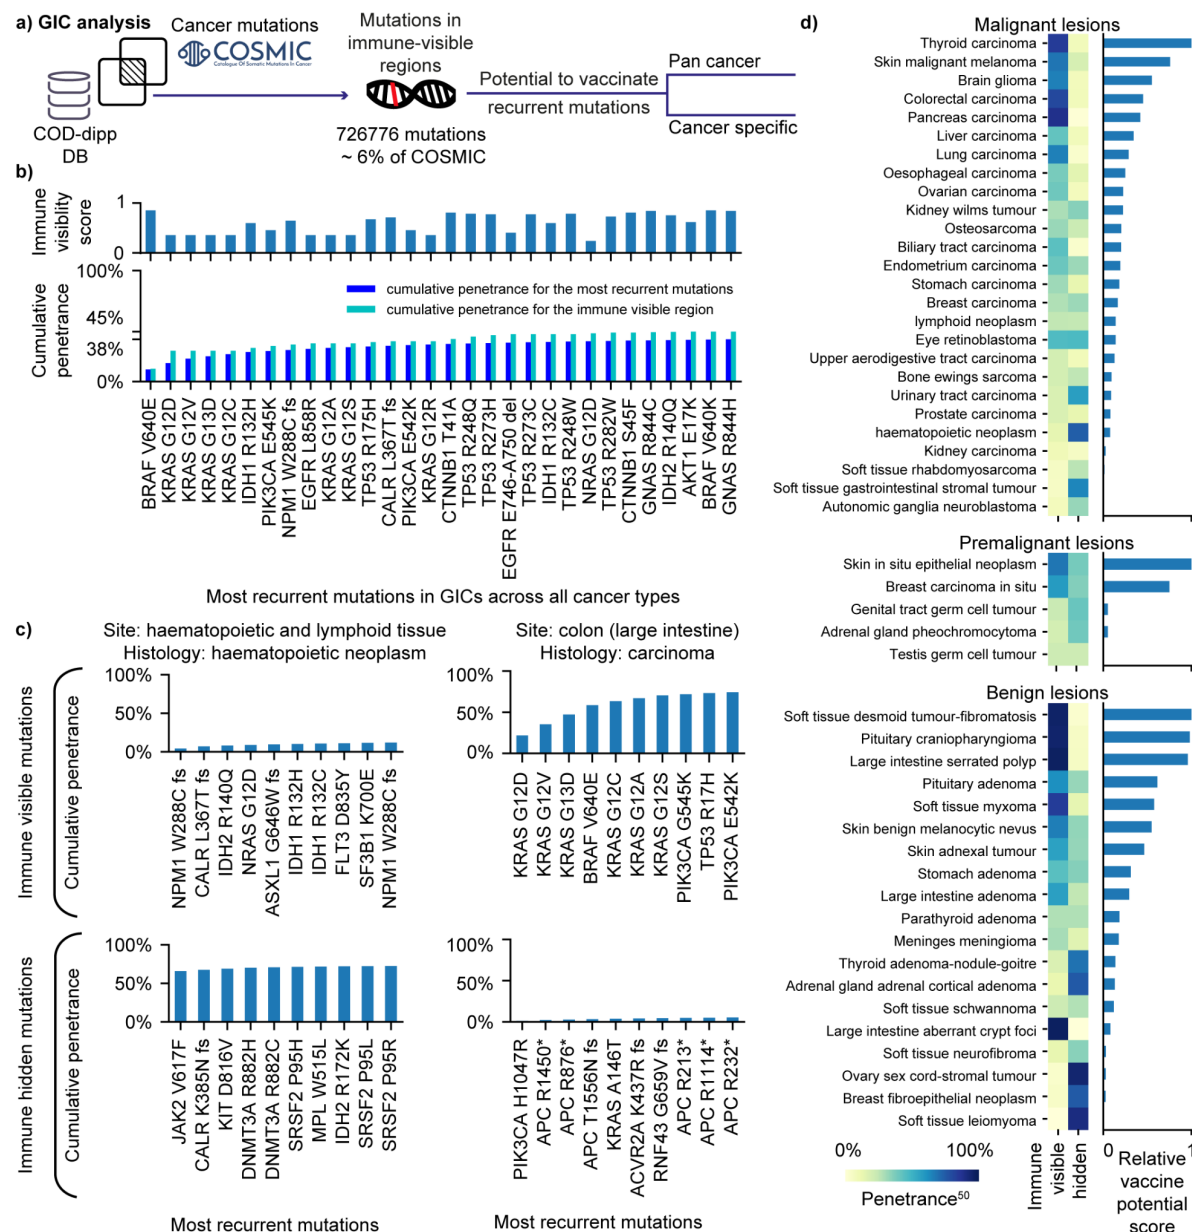 a) GIC analysis
Cancer mutations
COSMIC
Catalogue Of Somatic Mutations In Cancer
COD-dipp
DB
Mutations in
immune-visible
regions
726776 mutations
~ 6% of COSMIC
Potential to vaccinate
recurrent mutations
Pan cancer
Cancer specific
b)
Immune
visiblity
score
1
0
Cumulative
penetrance
100%
45%
38%
0%
cumulative penetrance for the most recurrent mutations
cumulative penetrance for the immune visible region
BRAF V640E
KRAS G12D
KRAS G12V
KRAS G13D
KRAS G12C
IDH1 R132H
PIK3CA E545K
NPM1 W288C fs
EGFR L858R
KRAS G12A
KRAS G12S
TP53 R175H
CALR L367T fs
PIK3CA E542K
KRAS G12R
CTNNB1 T41A
TP53 R248Q
TP53 R273H
EGFR E746-A750 del
TP53 R273C
IDH1 R132C
TP53 R248W
NRAS G12D
TP53 R282W
CTNNB1 S45F
GNAS R844C
IDH2 R140Q
AKT1 E17K
BRAF V640K
GNAS R844H
Most recurrent mutations in GICs across all cancer types
c)
Site: haematopoietic and lymphoid tissue
Histology: haematopoietic neoplasm
Site: colon (large intestine)
Histology: carcinoma
Immune visible mutations
Cumulative penetrance
100%
50%
0%
NPM1 W288C fs
CALR L367T fs
IDH2 R140Q
NRAS G12D
ASXL1 G646W fs
IDH1 R132H
IDH1 R132C
FLT3 D835Y
SF3B1 K700E
NPM1 W288C fs
100%
50%
0%
KRAS G12D
KRAS G12V
KRAS G13D
BRAF V640E
KRAS G12C
KRAS G12A
KRAS G12S
PIK3CA G545K
TP53 R17H
PIK3CA E542K
Immune hidden mutations
Cumulative penetrance
100%
50%
0%
JAK2 V617F
CALR K385N fs
KIT D816V
DNMT3A R882H
DNMT3A R882C
SRSF2 P95H
MPL W515L
IDH2 R172K
SRSF2 P95L
SRSF2 P95R
Most recurrent mutations
100%
50%
0%
PIK3CA H1047R
APC R1450*
APC R876*
APC T1556N fs
KRAS A146T
ACVR2A K437R fs
RNF43 G659V fs
APC R213*
APC R1114*
APC R232*
Most recurrent mutations
d)
Malignant lesions
Thyroid carcinoma
Skin malignant melanoma
Brain glioma
Colorectal carcinoma
Pancreas carcinoma
Liver carcinoma
Lung carcinoma
Oesophageal carcinoma
Ovarian carcinoma
Kidney wilms tumour
Osteosarcoma
Biliary tract carcinoma
Endometrium carcinoma
Stomach carcinoma
Breast carcinoma
lymphoid neoplasm
Eye retinoblastoma
Upper aerodigestive tract carcinoma
Bone ewings sarcoma
Urinary tract carcinoma
Prostate carcinoma
haematopoietic neoplasm
Kidney carcinoma
Soft tissue rhabdomyosarcoma
Soft tissue gastrointestinal stromal tumour
Autonomic ganglia neuroblastoma
Premalignant lesions
Skin in situ epithelial neoplasm
Breast carcinoma in situ
Genital tract germ cell tumour
Adrenal gland pheochromocytoma
Testis germ cell tumour
Benign lesions
Soft tissue desmoid tumour-fibromatosis
Pituitary craniopharyngioma
Large intestine serrated polyp
Pituitary adenoma
Soft tissue myxoma
Skin benign melanocytic nevus
Skin adnexal tumour
Stomach adenoma
Large intestine adenoma
Parathyroid adenoma
Meninges meningioma
Thyroid adenoma-nodule-goitre
Adrenal gland adrenal cortical adenoma
Soft tissue schwannoma
Large intestine aberrant crypt foci
Soft tissue neurofibroma
Ovary sex cord-stromal tumour
Breast fibroepithelial neoplasm
Soft tissue leiomyoma
0%
100%
Penetrance50
Immune
visible
hidden
0
1
Relative
vaccine
potential
score